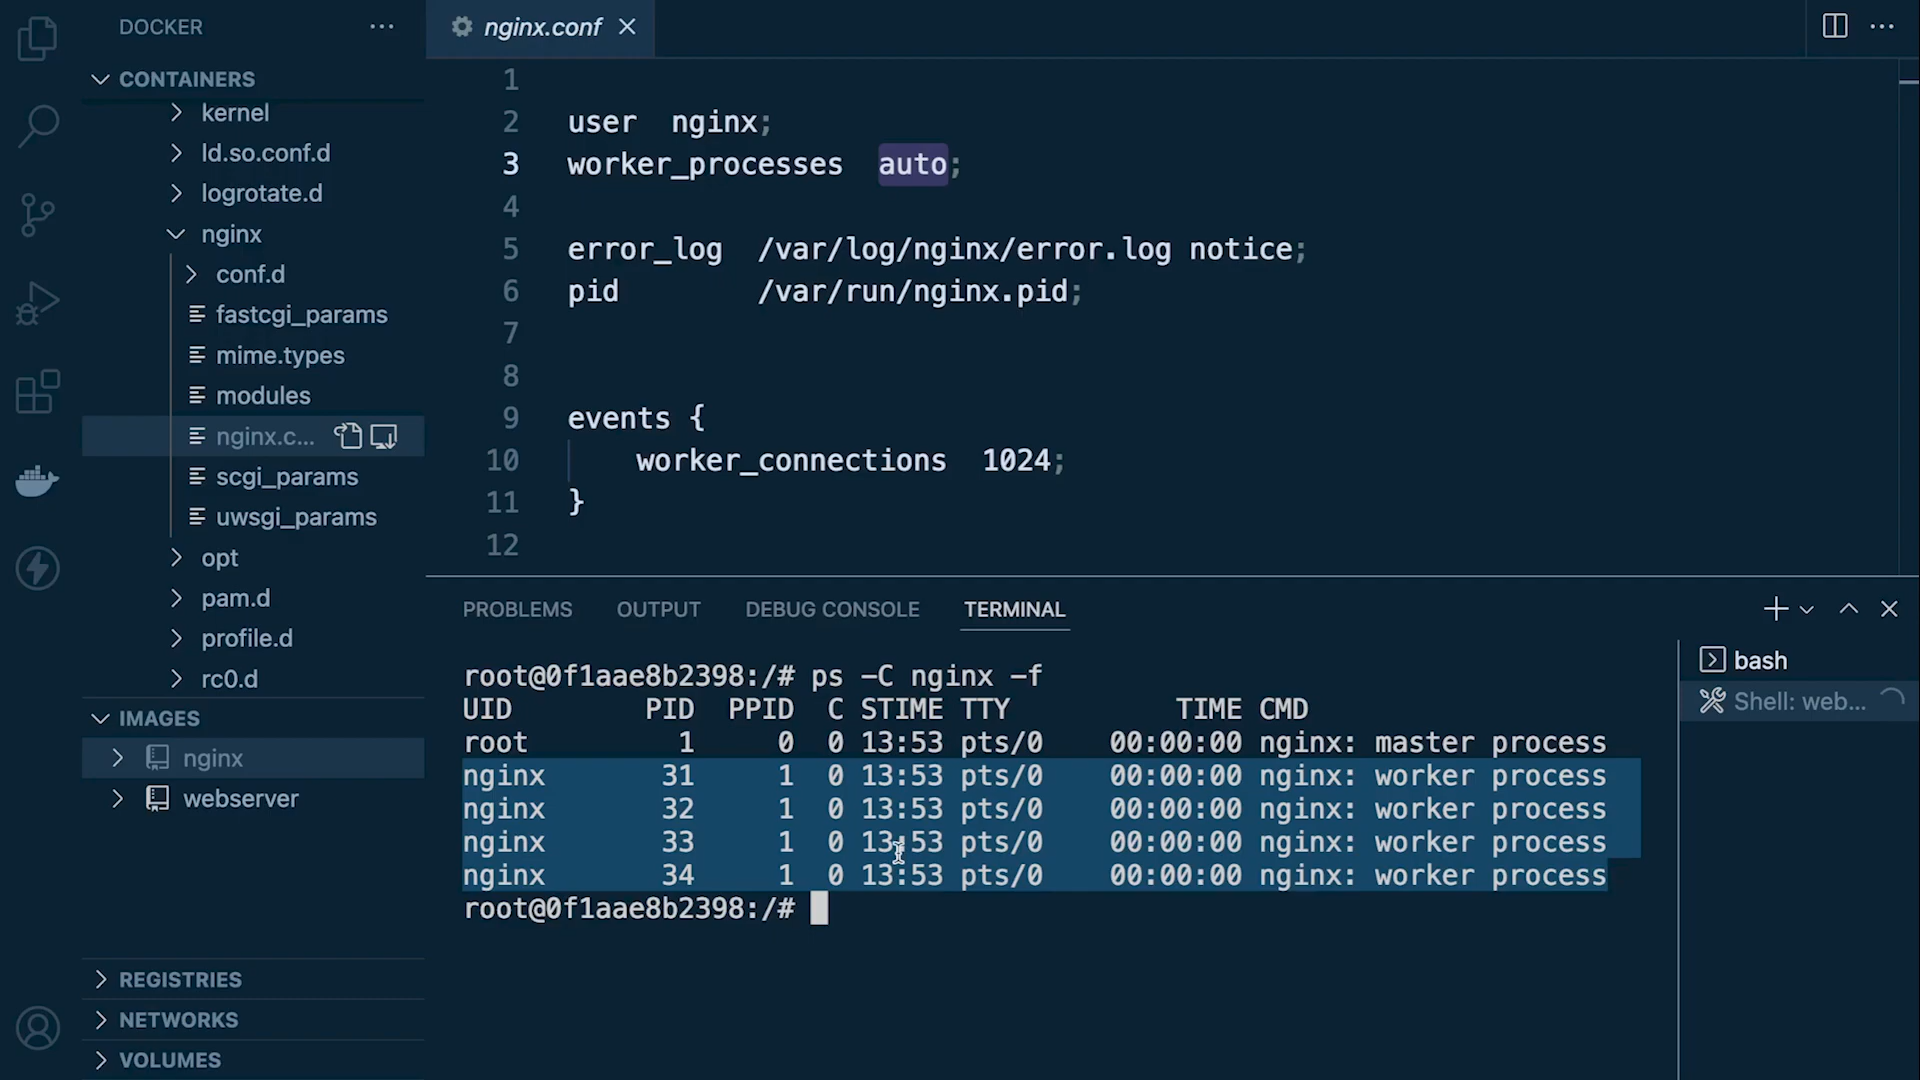 DOCKER
CONTAINERS
kernel
ld.so.conf.d
logrotate.d
nginx
conf.d
fastcgi_params
mime.types
modules
nginx.c...
scgi_params
uwsgi_params
opt
pam.d
profile.d
rc0.d
IMAGES
nginx
webserver
REGISTRIES
NETWORKS
VOLUMES
nginx.conf
1
2 user  nginx;
3 worker_processes  auto;
4
5 error_log  /var/log/nginx/error.log notice;
6 pid        /var/run/nginx.pid;
7
8
9 events {
10     worker_connections  1024;
11 }
12
PROBLEMS OUTPUT DEBUG CONSOLE TERMINAL
root@0f1aae8b2398:/# ps -C nginx -f
UID        PID  PPID  C STIME TTY          TIME CMD
root         1     0  0 13:53 pts/0    00:00:00 nginx: master process
nginx       31     1  0 13:53 pts/0    00:00:00 nginx: worker process
nginx       32     1  0 13:53 pts/0    00:00:00 nginx: worker process
nginx       33     1  0 13:53 pts/0    00:00:00 nginx: worker process
nginx       34     1  0 13:53 pts/0    00:00:00 nginx: worker process
root@0f1aae8b2398:/#
bash
Shell: web...